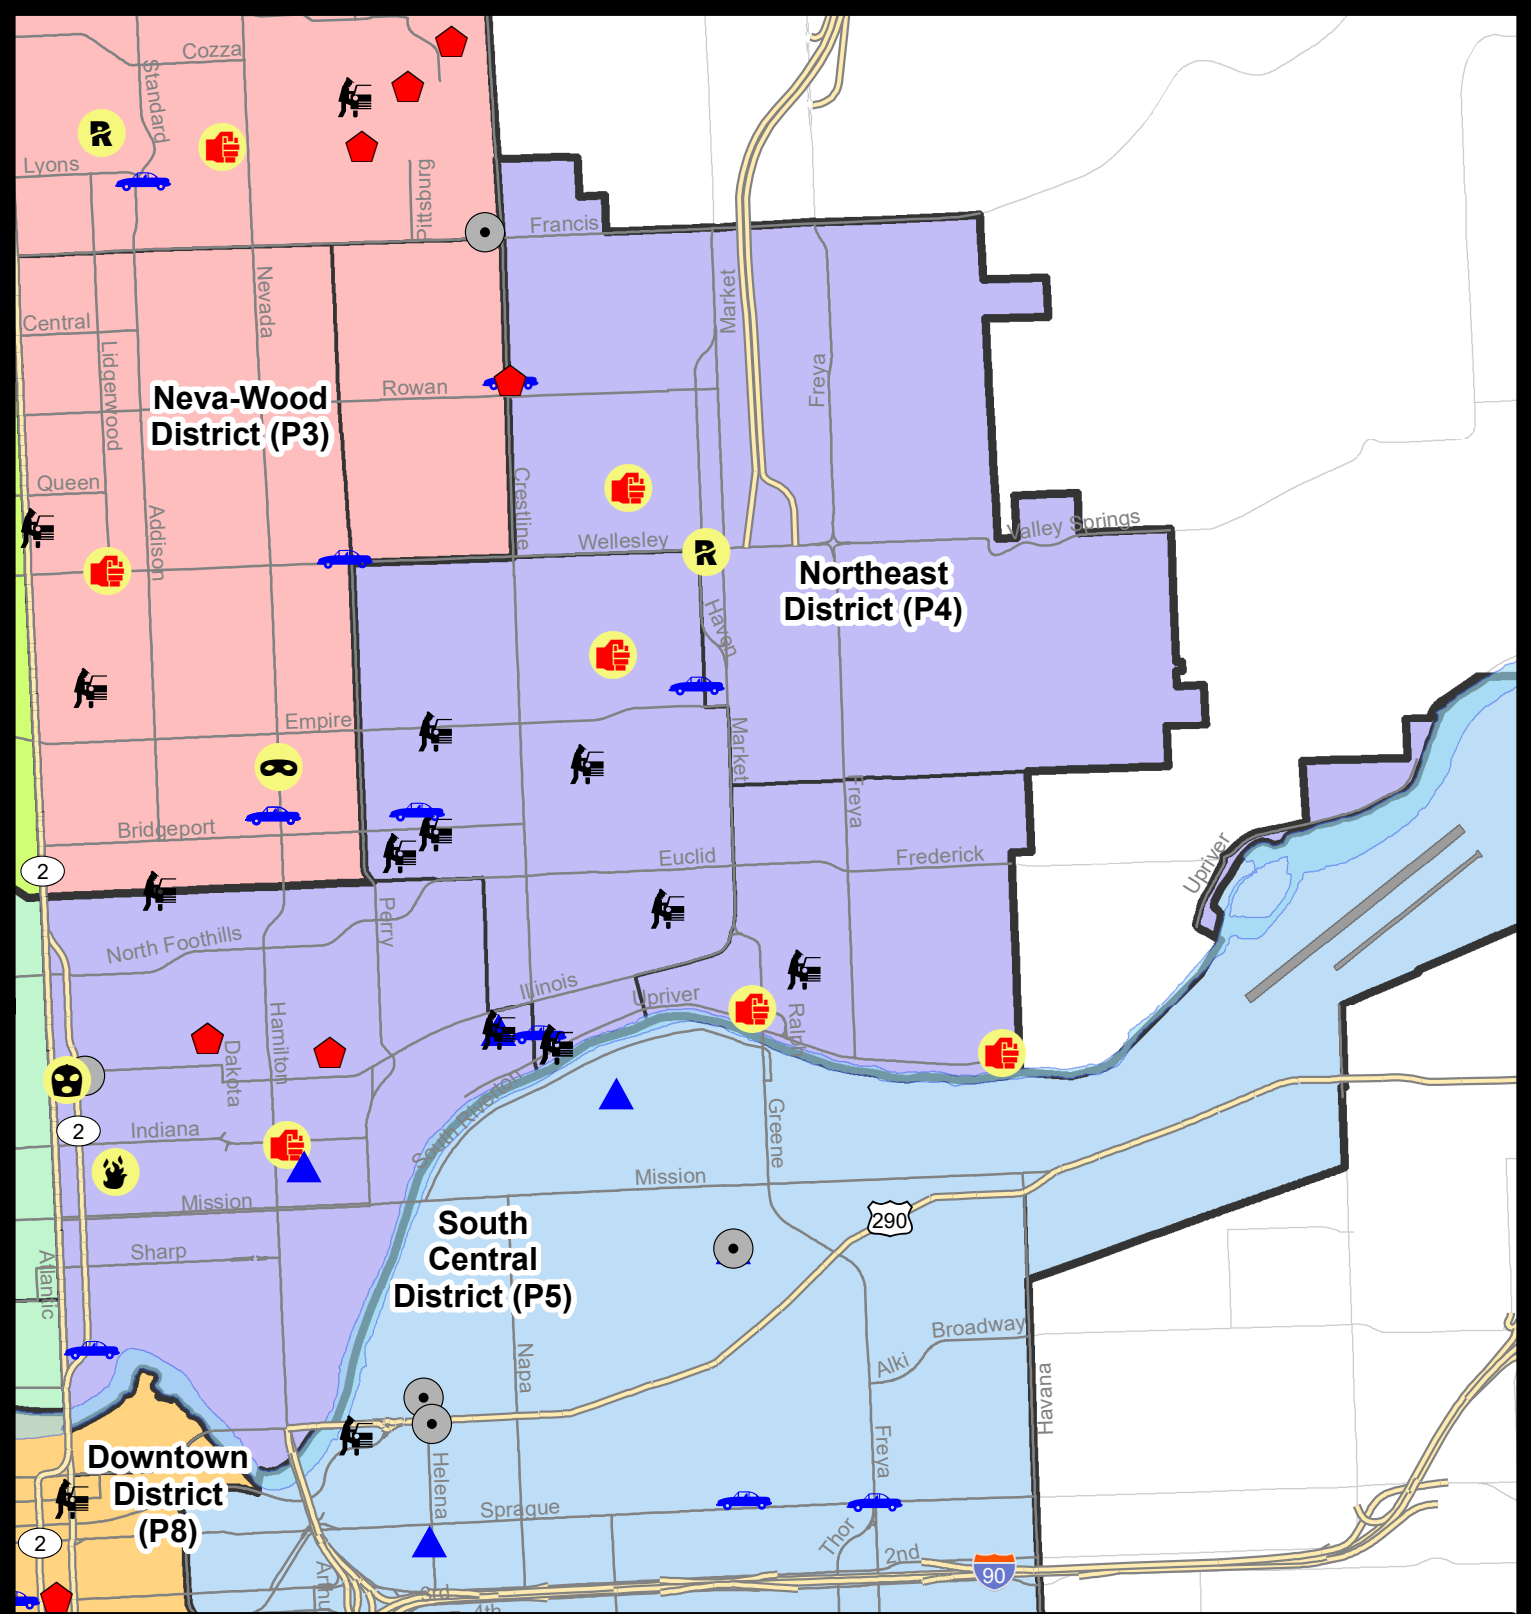 Cozza
Standard
R
Lyons
Pittsburg
Francis
Nevada
Market
Central
Lidgerwood
Freya
Rowan
Neva-Wood
District (P3)
Queen
Crestline
Addison
Wellesley
R
Valley Springs
Northeast
District (P4)
Haven
Empire
Market
Freya
Bridgeport
Euclid
Frederick
Upriver
2
Perry
North Foothills
Illinois
Upriver
Ralph
Hamilton
Dakota
South Riverton
Greene
2
Indiana
Mission
Mission
290
South
Central
District (P5)
Sharp
Atlantic
Broadway
Alki
Napa
Havana
Freya
Downtown
District
(P8)
Helena
Sprague
Thor
2nd
2
90
3rd
4th